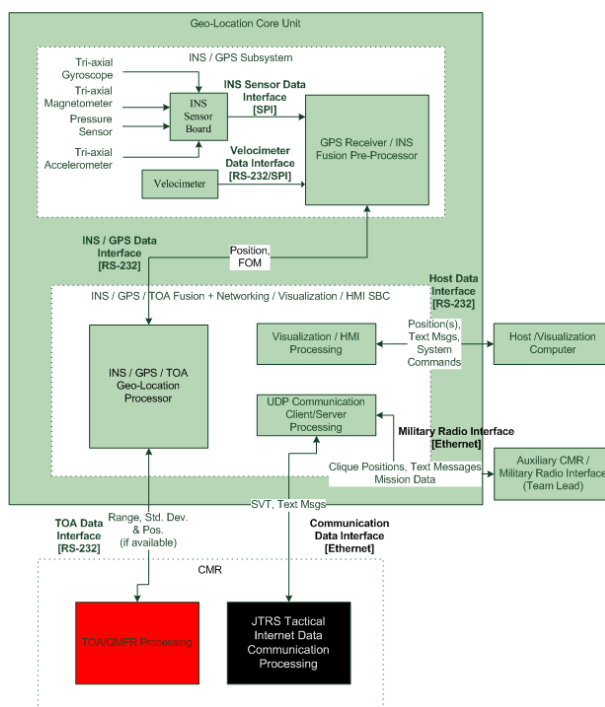 Geo-Location Core Unit
INS / GPS Subsystem
Tri-axial
Gyroscope
Tri-axial
Magnetometer
Pressure
Sensor
Tri-axial
Accelerometer
INS
Sensor
Board
INS Sensor Data
Interface
[SPI]
Velocimeter
Data Interface
[RS-232/SPI]
Velocimeter
GPS Receiver / INS
Fusion Pre-Processor
INS / GPS Data
Interface
[RS-232]
Position,
FOM
Host Data
Interface
[RS-232]
INS / GPS / TOA Fusion + Networking / Visualization / HMI SBC
INS / GPS / TOA
Geo-Location
Processor
Visualization / HMI
Processing
Position(s),
Text Msgs,
System
Commands
Host /Visualization
Computer
UDP Communication
Client/Server
Processing
Military Radio Interface
[Ethernet]
Clique Positions, Text Messages
Mission Data
Auxiliary CMR /
Military Radio Interface
(Team Lead)
TOA Data
Interface
[RS-232]
Range, Std. Dev.
& Pos.
(if available)
SVT, Text Msgs
Communication
Data Interface
[Ethernet]
CMR
TOA/QMFR Processing
JTRS Tactical
Internet Data
Communication
Processing